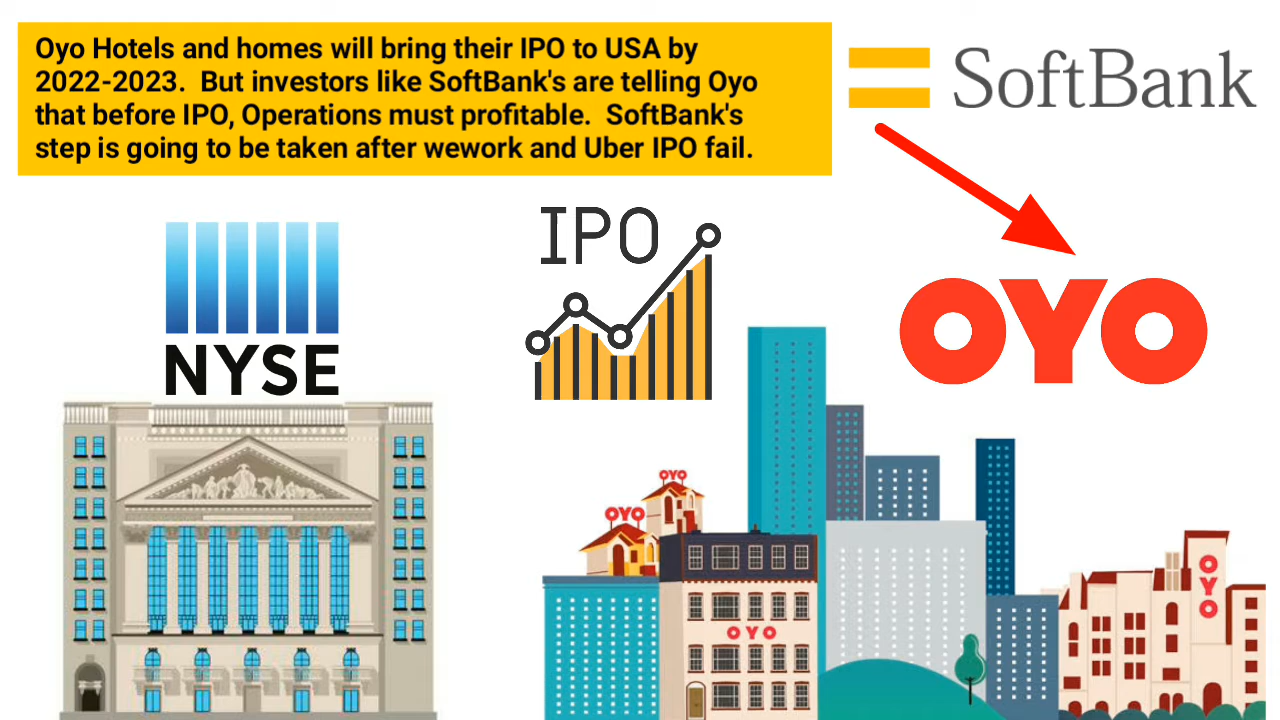 Oyo Hotels and homes will bring their IPO to USA by
2022-2023.  But investors like SoftBank's are telling Oyo
that before IPO, Operations must profitable.  SoftBank's
step is going to be taken after wework and Uber IPO fail.
SoftBank
IPO
NYSE
OYO
OYO
OYO
OYO
OYO